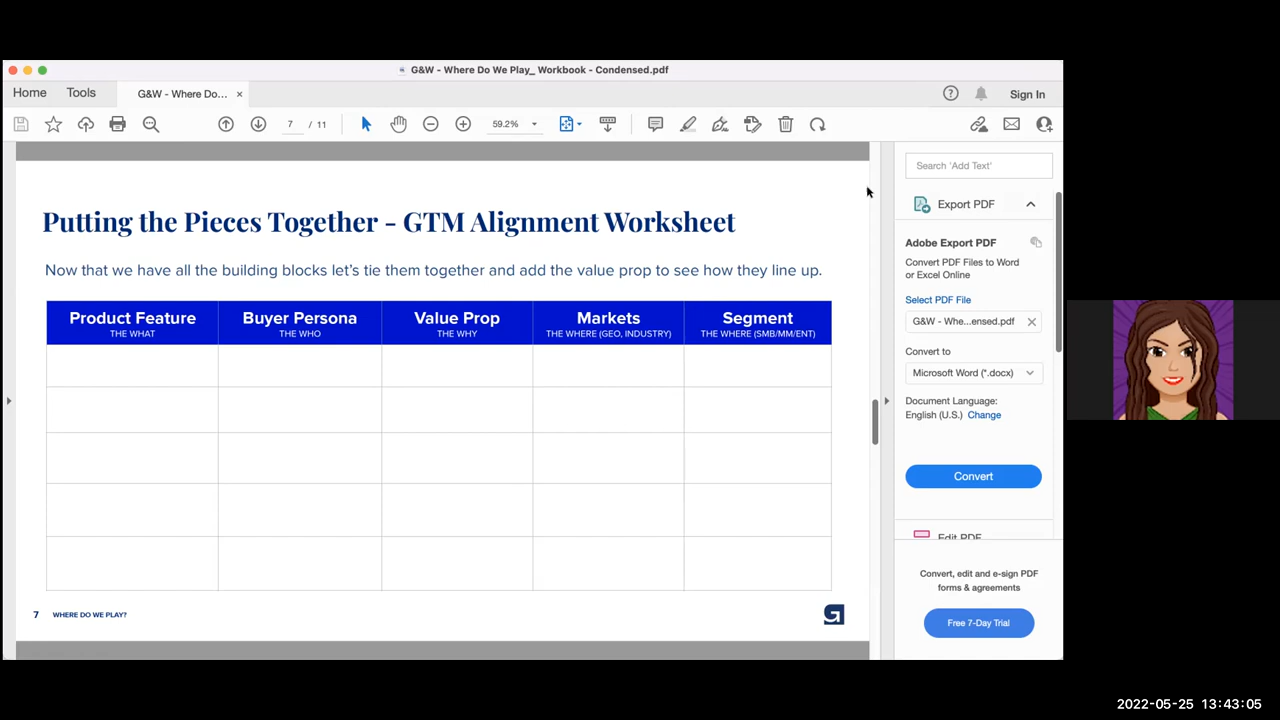 G&W - Where Do We Play_ Workbook - Condensed.pdf
Home
Tools
G&W - Where Do...
Sign In
7 / 11
59.2%
Search 'Add Text'
Export PDF
Adobe Export PDF
Convert PDF Files to Word
or Excel Online
Select PDF File
G&W - Whe...ensed.pdf
Convert to
Microsoft Word (*.docx)
Document Language:
English (U.S.) Change
Convert
Edit PDF
Convert, edit and e-sign PDF
forms & agreements
Free 7-Day Trial
Putting the Pieces Together - GTM Alignment Worksheet
Now that we have all the building blocks let's tie them together and add the value prop to see how they line up.
Product Feature
THE WHAT
Buyer Persona
THE WHO
Value Prop
THE WHY
Markets
THE WHERE (GEO, INDUSTRY)
Segment
THE WHERE (SMB/MM/ENT)
7 WHERE DO WE PLAY?
2022-05-25 13:43:05